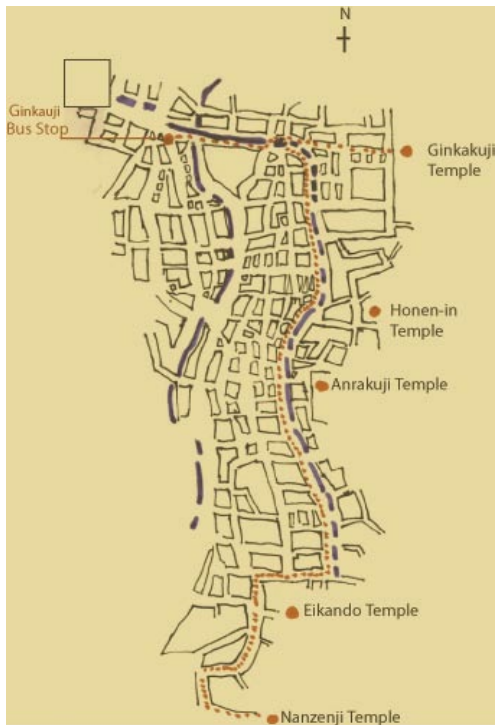 N
Ginkauji
Bus Stop
Ginkakuji
Temple
Honen-in
Temple
Anrakuji Temple
Eikando Temple
Nanzenji Temple